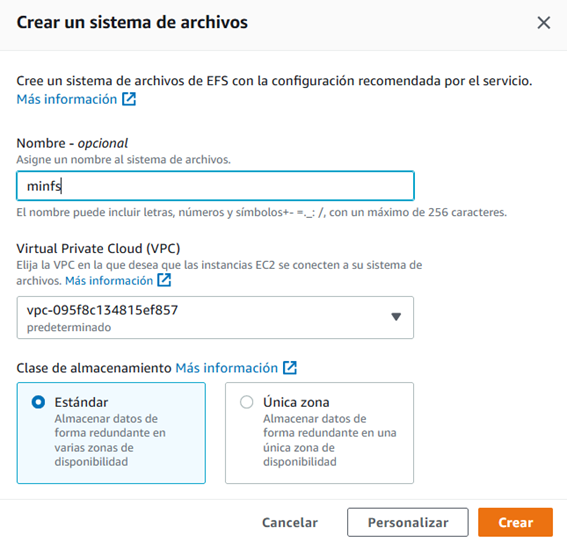 Crear un sistema de archivos
Cree un sistema de archivos de EFS con la configuración recomendada por el servicio.
Más información
Nombre - opcional
Asigne un nombre al sistema de archivos.
minfs
El nombre puede incluir letras, números y símbolos+- =._: /, con un máximo de 256 caracteres.
Virtual Private Cloud (VPC)
Elija la VPC en la que desea que las instancias EC2 se conecten a su sistema de
archivos. Más información
vpc-095f8c134815ef857
predeterminado
Clase de almacenamiento Más información
Estándar
Almacenar datos de
forma redundante en
varias zonas de
disponibilidad
Única zona
Almacenar datos de
forma redundante en una
única zona de
disponibilidad
Cancelar
Personalizar
Crear